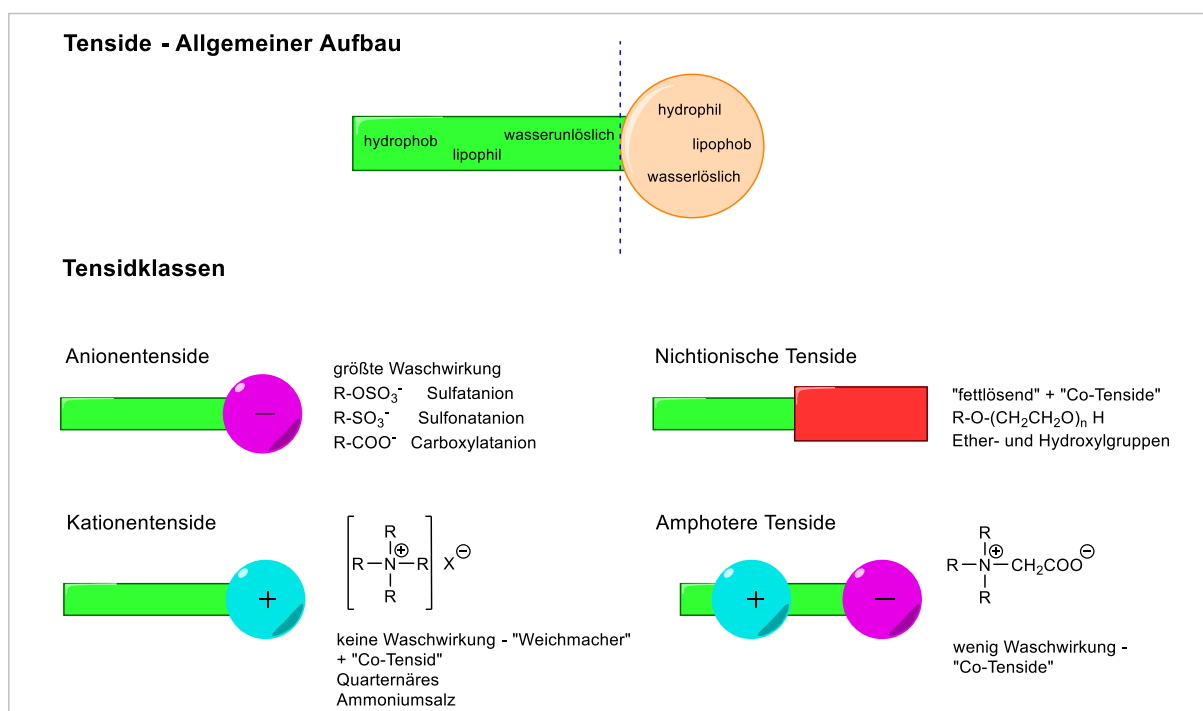 Tenside - Allgemeiner Aufbau
hydrophob
lipophil
wasserunlöslich
hydrophil
lipophob
wasserlöslich
Tensidklassen
Anionentenside
−
größte Waschwirkung
R-OSO₃⁻ Sulfatanion
R-SO₃⁻ Sulfonatanion
R-COO⁻ Carboxylatanion
Nichtionische Tenside
"fettlösend" + "Co-Tenside"
R-O-(CH₂CH₂O)ₙ H
Ether- und Hydroxylgruppen
Kationentenside
+
R
R—N⊕—R X⊖
R
keine Waschwirkung - "Weichmacher"
+ "Co-Tensid"
Quarternäres
Ammoniumsalz
Amphotere Tenside
+ −
R
R—N⊕—CH₂COO⊖
R
wenig Waschwirkung -
"Co-Tenside"